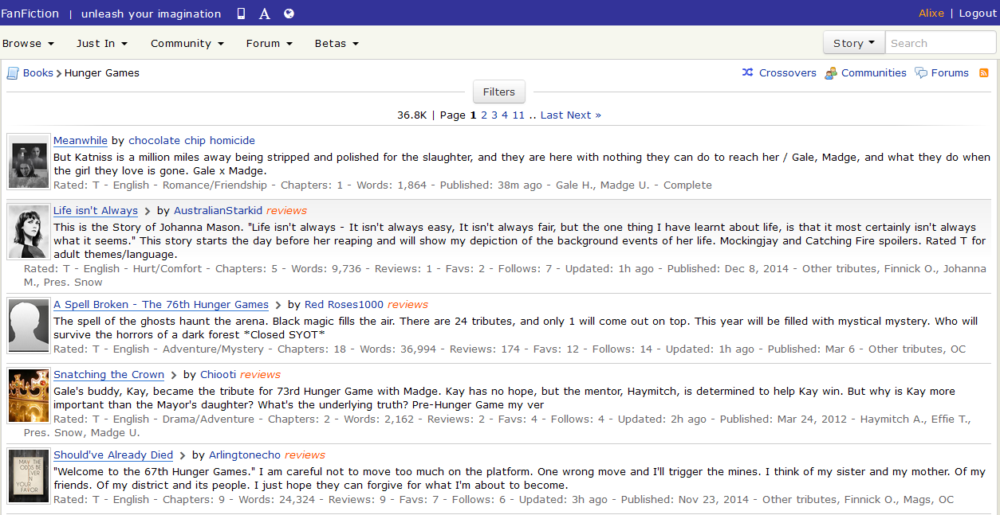 FanFiction | unleash your imagination A Alixe | Logout
Browse Just In Community Forum Betas Story Search
Books Hunger Games Crossovers Communities Forums
Filters
36.8K | Page 1 2 3 4 11 .. Last Next »
Meanwhile by chocolate chip homicide
But Katniss is a million miles away being stripped and polished for the slaughter, and they are here with nothing they can do to reach her / Gale, Madge, and what they do when
the girl they love is gone. Gale x Madge.
Rated: T - English - Romance/Friendship - Chapters: 1 - Words: 1,864 - Published: 38m ago - Gale H., Madge U. - Complete
Life isn't Always by AustralianStarkid reviews
This is the Story of Johanna Mason. "Life isn't always - It isn't always easy, It isn't always fair, but the one thing I have learnt about life, is that it most certainly isn't always
what it seems." This story starts the day before her reaping and will show my depiction of the background events of her life. Mockingjay and Catching Fire spoilers. Rated T for
adult themes/language.
Rated: T - English - Hurt/Comfort - Chapters: 5 - Words: 9,736 - Reviews: 1 - Favs: 2 - Follows: 7 - Updated: 1h ago - Published: Dec 8, 2014 - Other tributes, Finnick O., Johanna
M., Pres. Snow
A Spell Broken - The 76th Hunger Games by Red Roses1000 reviews
The spell of the ghosts haunt the arena. Black magic fills the air. There are 24 tributes, and only 1 will come out on top. This year will be filled with mystical mystery. Who will
survive the horrors of a dark forest *Closed SYOT*
Rated: T - English - Adventure/Mystery - Chapters: 18 - Words: 36,994 - Reviews: 174 - Favs: 12 - Follows: 14 - Updated: 1h ago - Published: Mar 6 - Other tributes, OC
Snatching the Crown by Chiooti reviews
Gale's buddy, Kay, became the tribute for 73rd Hunger Game with Madge. Kay has no hope, but the mentor, Haymitch, is determined to help Kay win. But why is Kay more
important than the Mayor's daughter? What's the underlying truth? Pre-Hunger Game my ver
Rated: T - English - Drama/Adventure - Chapters: 2 - Words: 2,162 - Reviews: 2 - Favs: 4 - Follows: 4 - Updated: 2h ago - Published: Mar 24, 2012 - Haymitch A., Effie T.,
Pres. Snow, Madge U.
Should've Already Died by Arlingtonecho reviews
MAY THE
ODDS BE
EVER
IN
YOUR
FAVOR
"Welcome to the 67th Hunger Games." I am careful not to move too much on the platform. One wrong move and I'll trigger the mines. I think of my sister and my mother. Of my
friends. Of my district and its people. I just hope they can forgive for what I'm about to become.
Rated: T - English - Chapters: 9 - Words: 24,324 - Reviews: 9 - Favs: 7 - Follows: 6 - Updated: 3h ago - Published: Nov 23, 2014 - Other tributes, Finnick O., Mags, OC